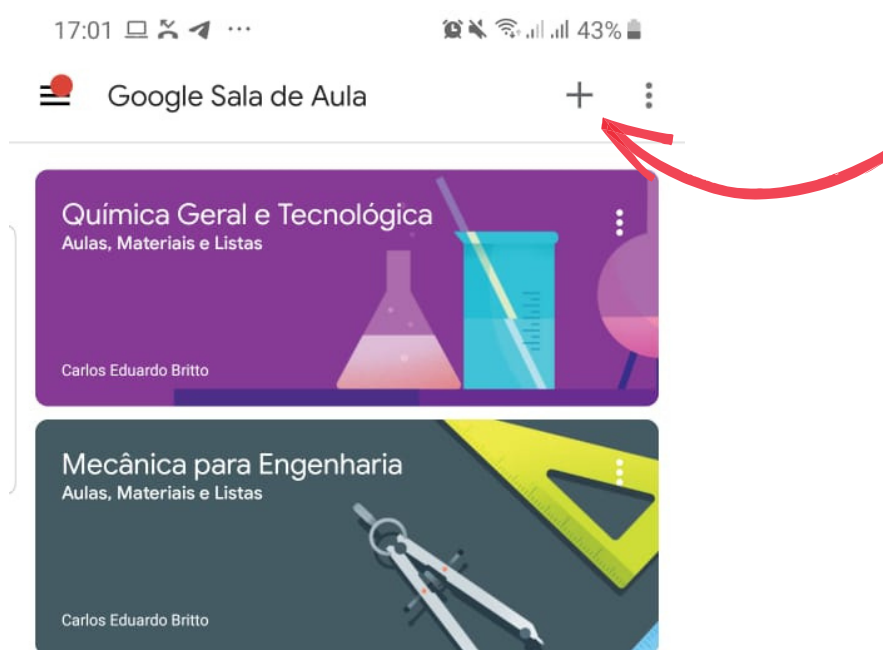 17:01 43%
Google Sala de Aula
Química Geral e Tecnológica
Aulas, Materiais e Listas
Carlos Eduardo Britto
Mecânica para Engenharia
Aulas, Materiais e Listas
Carlos Eduardo Britto